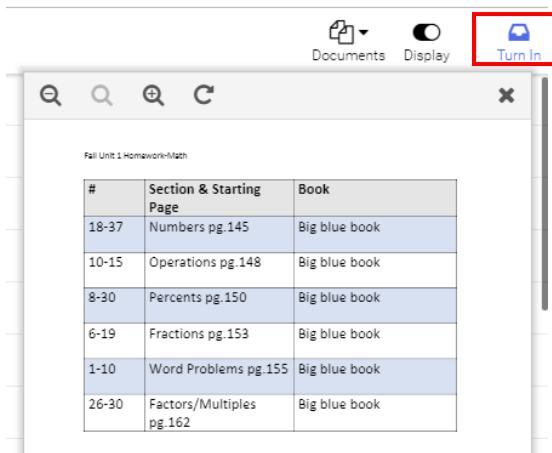 Documents Display Turn In
Fall Unit 1 Homework-Math
# Section & Starting Page Book
18-37 Numbers pg.145 Big blue book
10-15 Operations pg.148 Big blue book
8-30 Percents pg.150 Big blue book
6-19 Fractions pg.153 Big blue book
1-10 Word Problems pg.155 Big blue book
26-30 Factors/Multiples pg.162 Big blue book